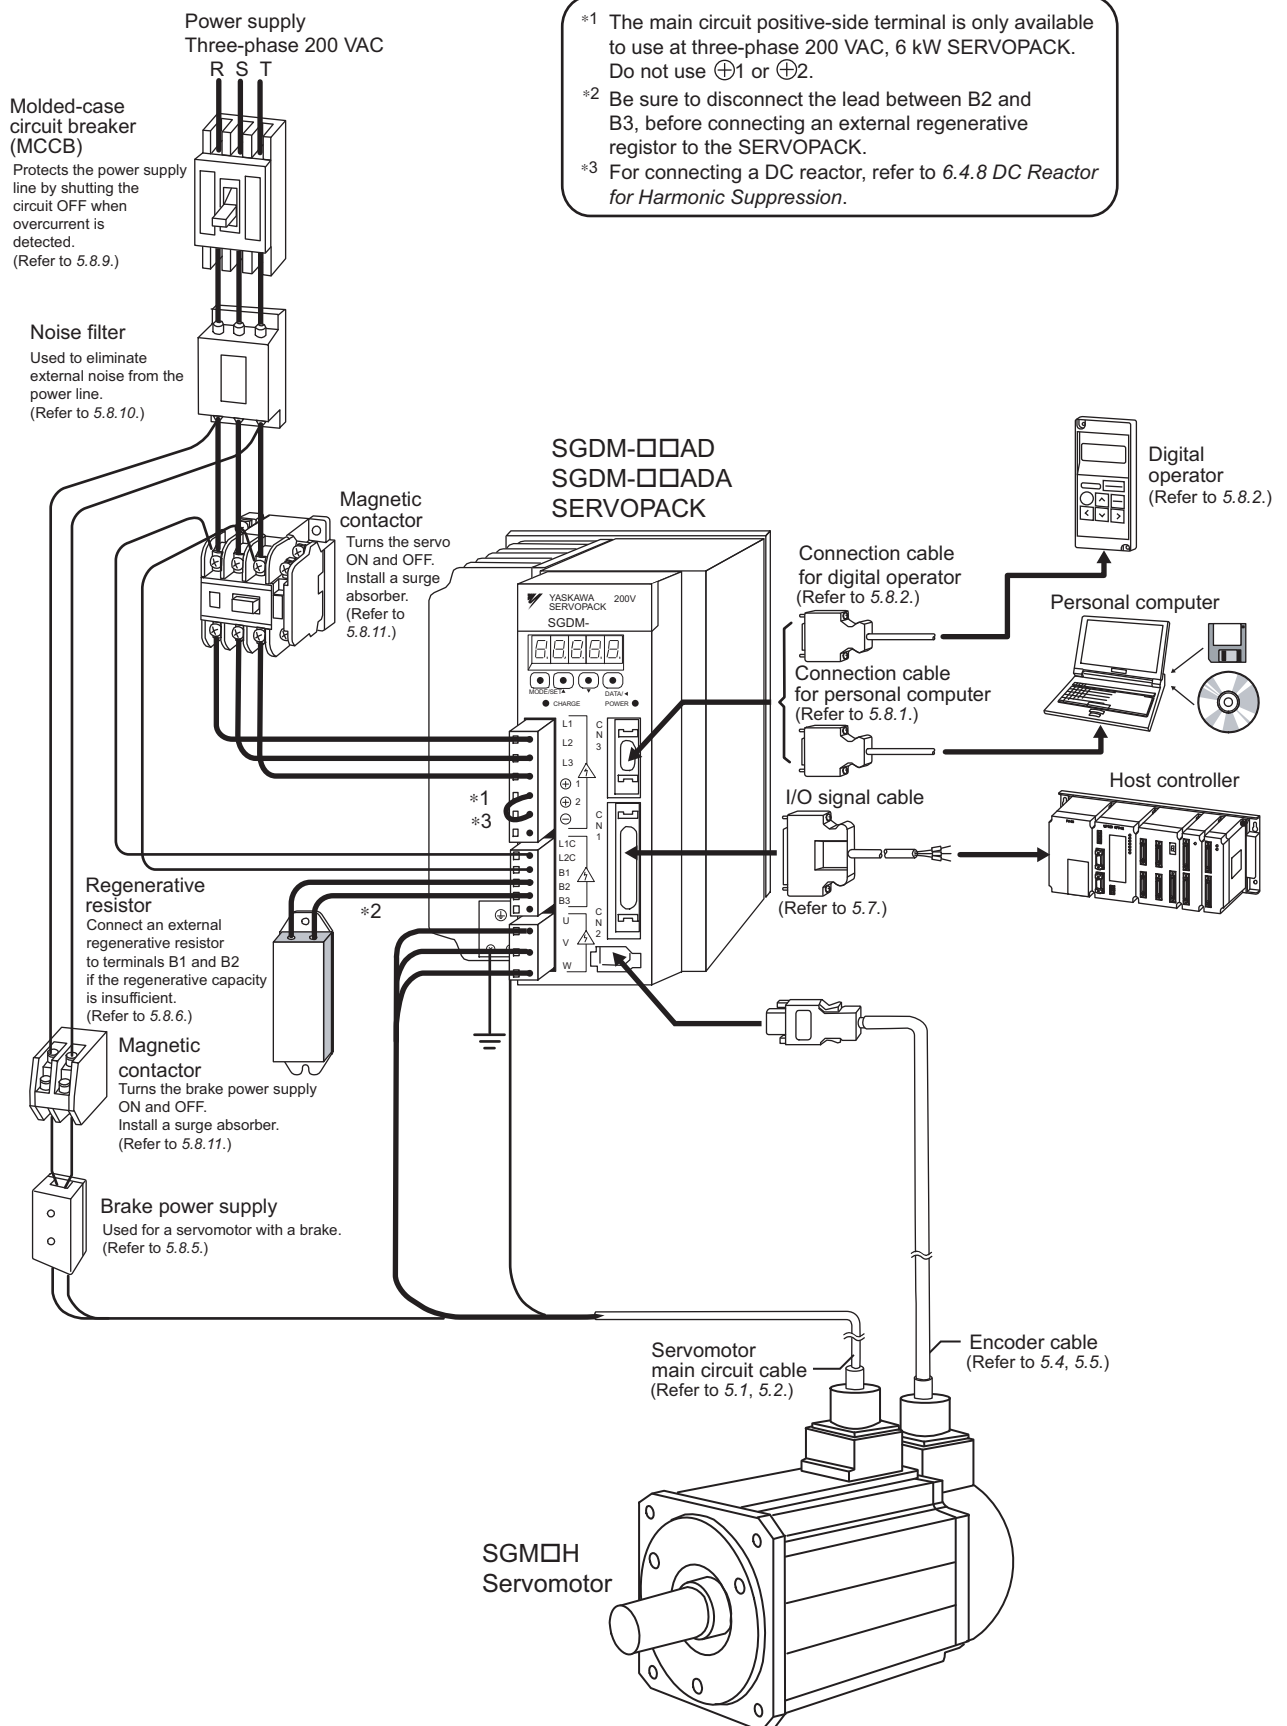 Power supply
Three-phase 200 VAC
R S T
*1 The main circuit positive-side terminal is only available
to use at three-phase 200 VAC, 6 kW SERVOPACK.
Do not use ⊕1 or ⊕2.
*2 Be sure to disconnect the lead between B2 and
B3, before connecting an external regenerative
registor to the SERVOPACK.
*3 For connecting a DC reactor, refer to 6.4.8 DC Reactor
for Harmonic Suppression.
Molded-case
circuit breaker
(MCCB)
Protects the power supply
line by shutting the
circuit OFF when
overcurrent is
detected.
(Refer to 5.8.9.)
Noise filter
Used to eliminate
external noise from the
power line.
(Refer to 5.8.10.)
Magnetic
contactor
Turns the servo
ON and OFF.
Install a surge
absorber.
(Refer to
5.8.11.)
SGDM-□□AD
SGDM-□□ADA
SERVOPACK
YASKAWA 200V
SERVOPACK
SGDM-
8.8.8.8.8.
MODE/SET▲ ▼ DATA/◀
CHARGE POWER
L1
L2
L3
⊕ 1
⊕ 2
⊖
L1C
L2C
B1
B2
B3
U
V
W
CN3
CN1
CN2
*1
*3
*2
Digital
operator
(Refer to 5.8.2.)
Connection cable
for digital operator
(Refer to 5.8.2.)
Personal computer
Connection cable
for personal computer
(Refer to 5.8.1.)
Host controller
I/O signal cable
(Refer to 5.7.)
Regenerative
resistor
Connect an external
regenerative resistor
to terminals B1 and B2
if the regenerative capacity
is insufficient.
(Refer to 5.8.6.)
Magnetic
contactor
Turns the brake power supply
ON and OFF.
Install a surge absorber.
(Refer to 5.8.11.)
Brake power supply
Used for a servomotor with a brake.
(Refer to 5.8.5.)
Servomotor
main circuit cable
(Refer to 5.1, 5.2.)
Encoder cable
(Refer to 5.4, 5.5.)
SGM□H
Servomotor